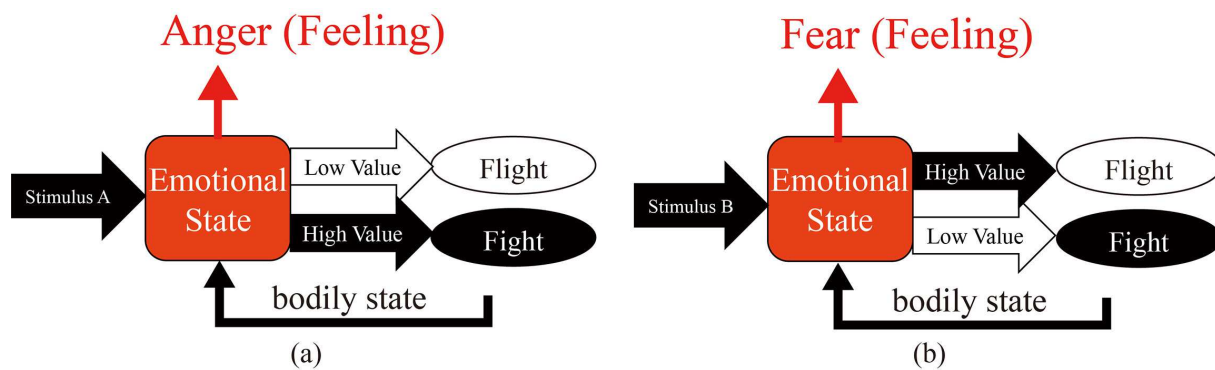 Anger (Feeling)
Stimulus A
Emotional
State
Low Value
High Value
Flight
Fight
bodily state
(a)
Fear (Feeling)
Stimulus B
Emotional
State
High Value
Low Value
Flight
Fight
bodily state
(b)